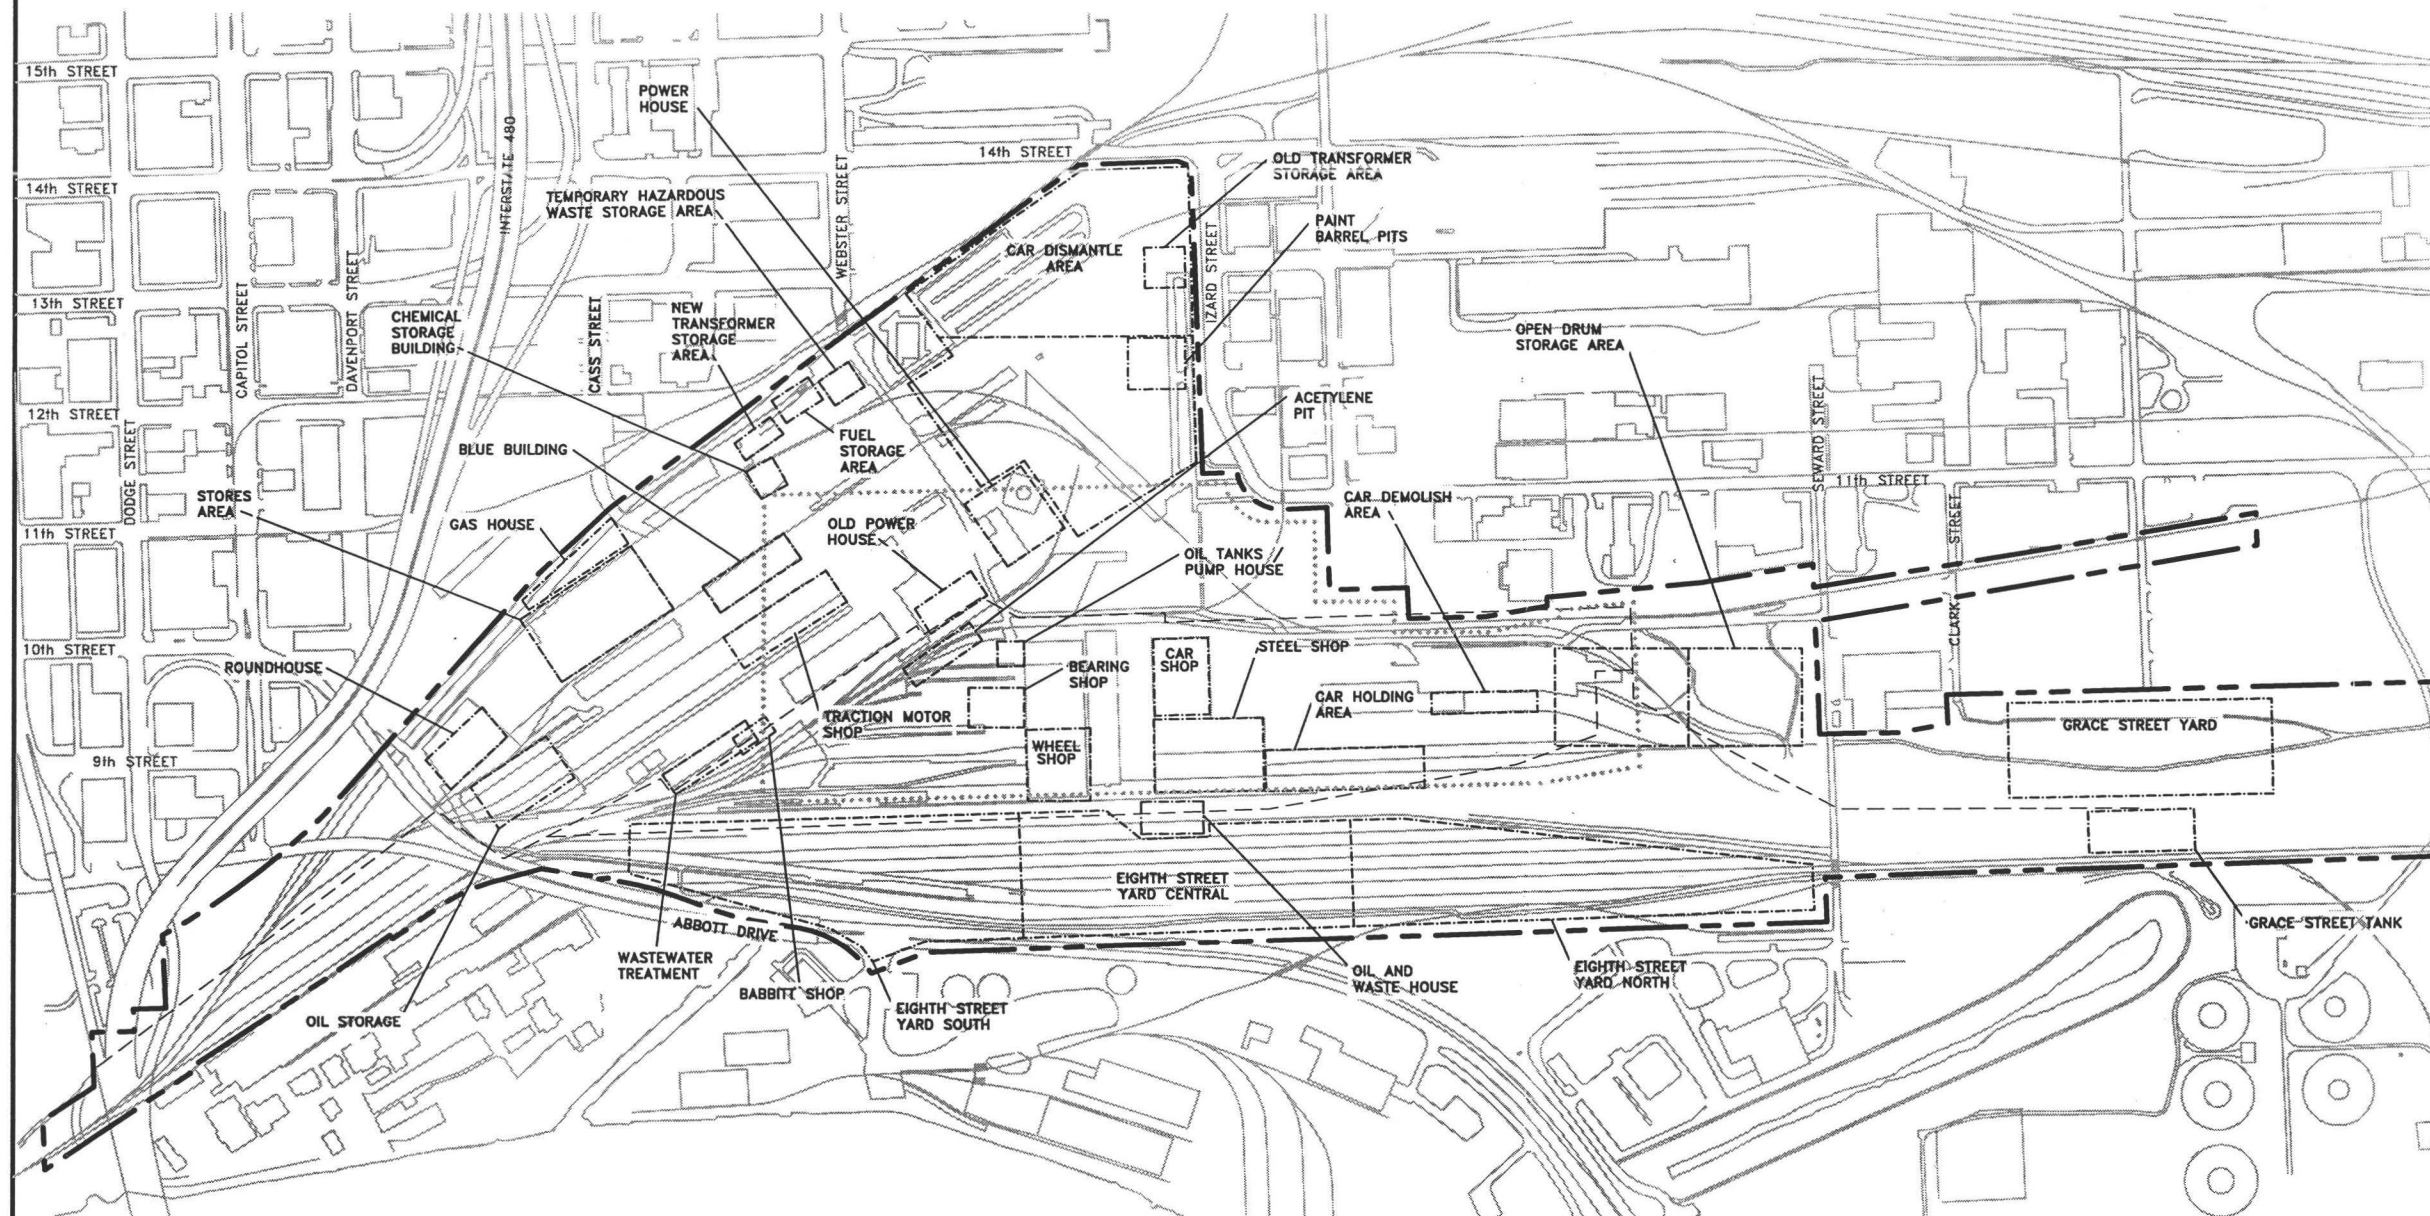 15th STREET
POWER
HOUSE
INTERSTATE 480
14th STREET
OLD TRANSFORMER
STORAGE AREA
14th STREET
TEMPORARY HAZARDOUS
WASTE STORAGE AREA
WEBSTER STREET
PAINT
BARREL PITS
CAR DISMANTLE
AREA
IZARD STREET
13th STREET
CAPITOL STREET
DAVENPORT STREET
CHEMICAL
STORAGE
BUILDING
CASS STREET
NEW
TRANSFORMER
STORAGE
AREA
OPEN DRUM
STORAGE AREA
12th STREET
DODGE STREET
ACETYLENE
PIT
SEWARD STREET
BLUE BUILDING
FUEL
STORAGE
AREA
11th STREET
STORES
AREA
CAR DEMOLISH
AREA
CLARK STREET
11th STREET
GAS HOUSE
OLD POWER
HOUSE
OIL TANKS /
PUMP HOUSE
10th STREET
ROUNDHOUSE
BEARING
SHOP
CAR
SHOP
STEEL SHOP
CAR HOLDING
AREA
TRACTION MOTOR
SHOP
GRACE STREET YARD
WHEEL
SHOP
9th STREET
EIGHTH STREET
YARD CENTRAL
ABBOTT DRIVE
GRACE STREET TANK
WASTEWATER
TREATMENT
BABBITT SHOP
OIL AND
WASTE HOUSE
EIGHTH STREET
YARD NORTH
OIL STORAGE
EIGHTH STREET
YARD SOUTH